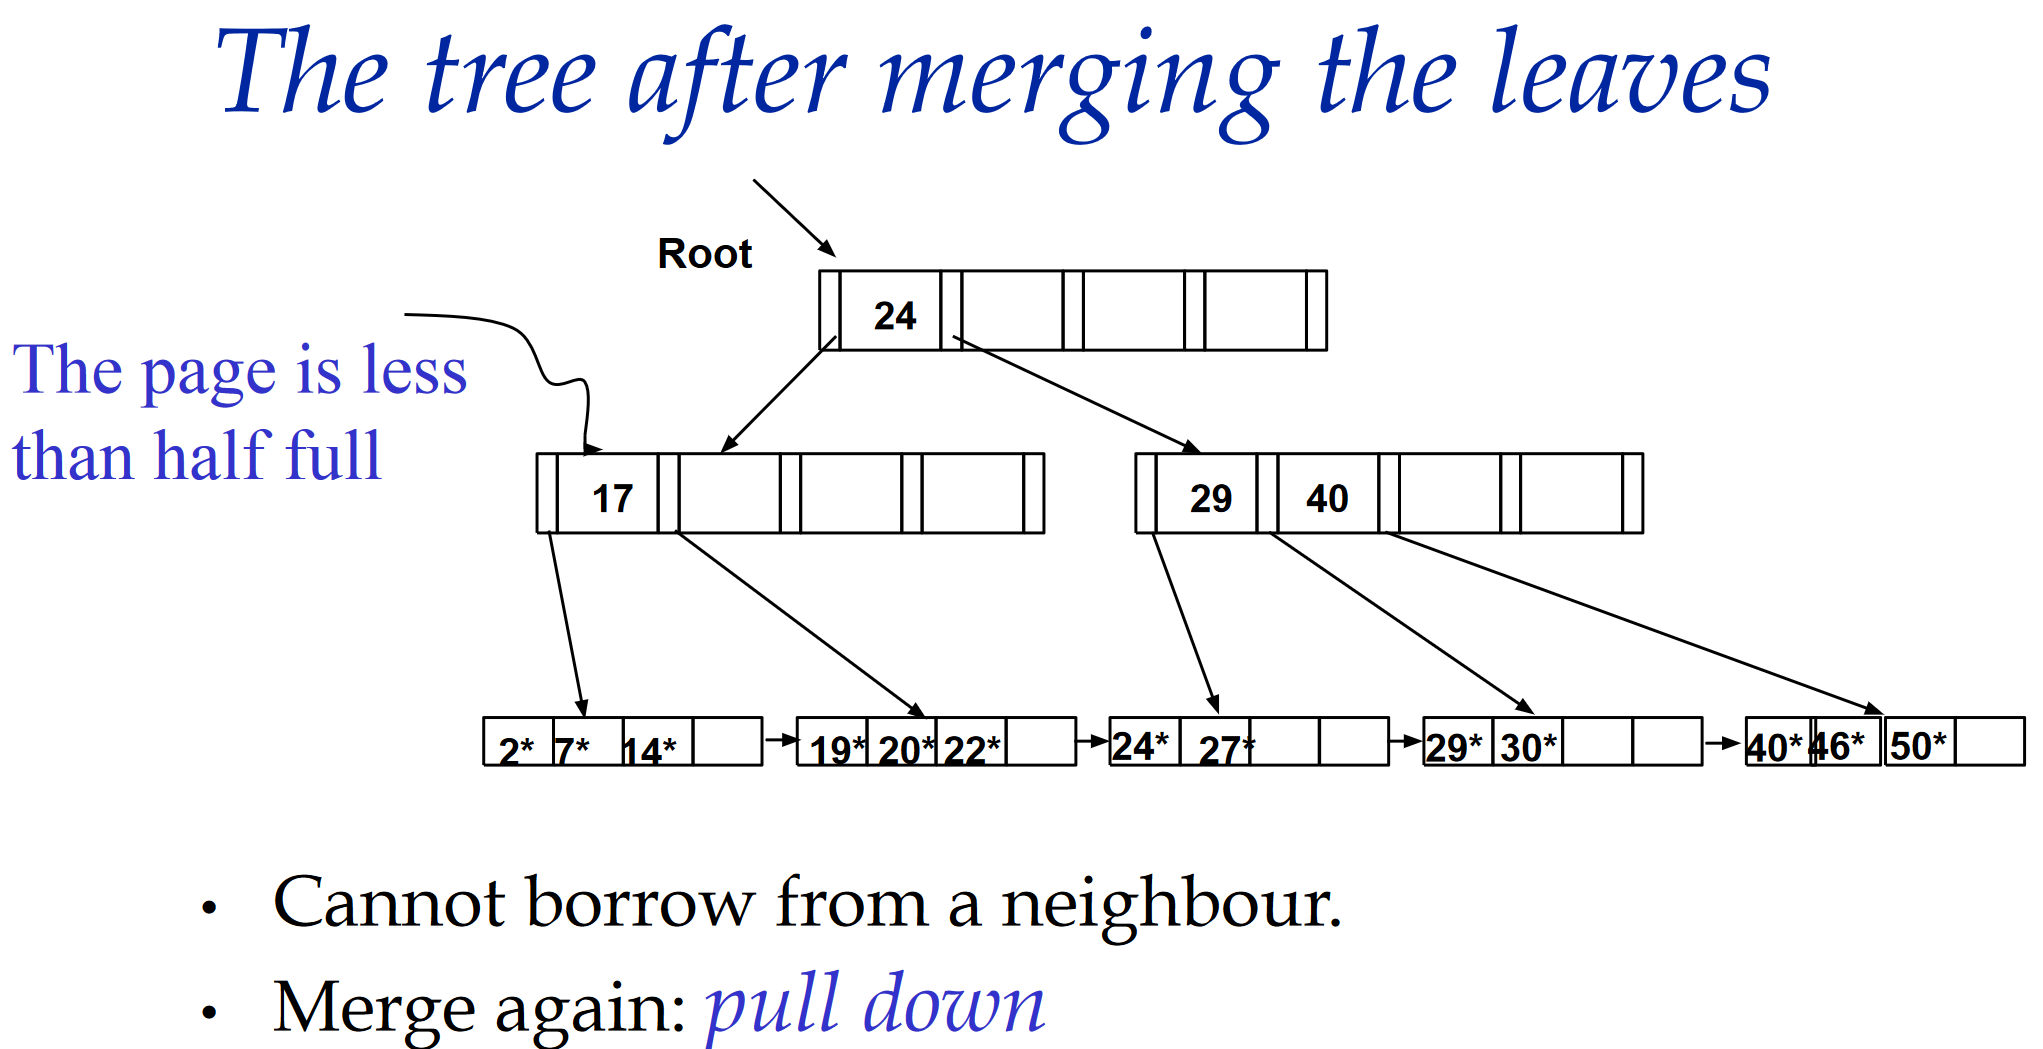 The tree after merging the leaves
Root
24
The page is less
than half full
17
29 40
2* 7* 14* 19* 20* 22* 24* 27* 29* 30* 40* 46* 50*
• Cannot borrow from a neighbour.
• Merge again: pull down